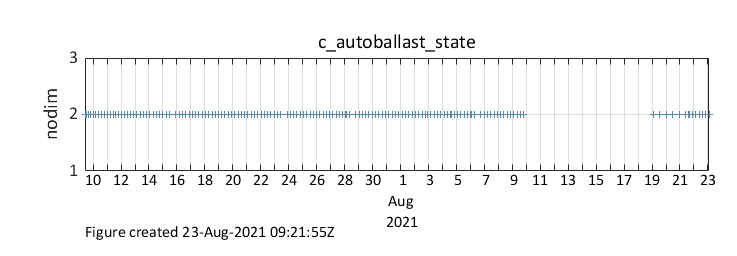 c_autoballast_state
3
2
1
nodim
10 12 14 16 18 20 22 24 26 28 30 1 3 5 7 9 11 13 15 17 19 21 23
Aug
2021
Figure created 23-Aug-2021 09:21:55Z